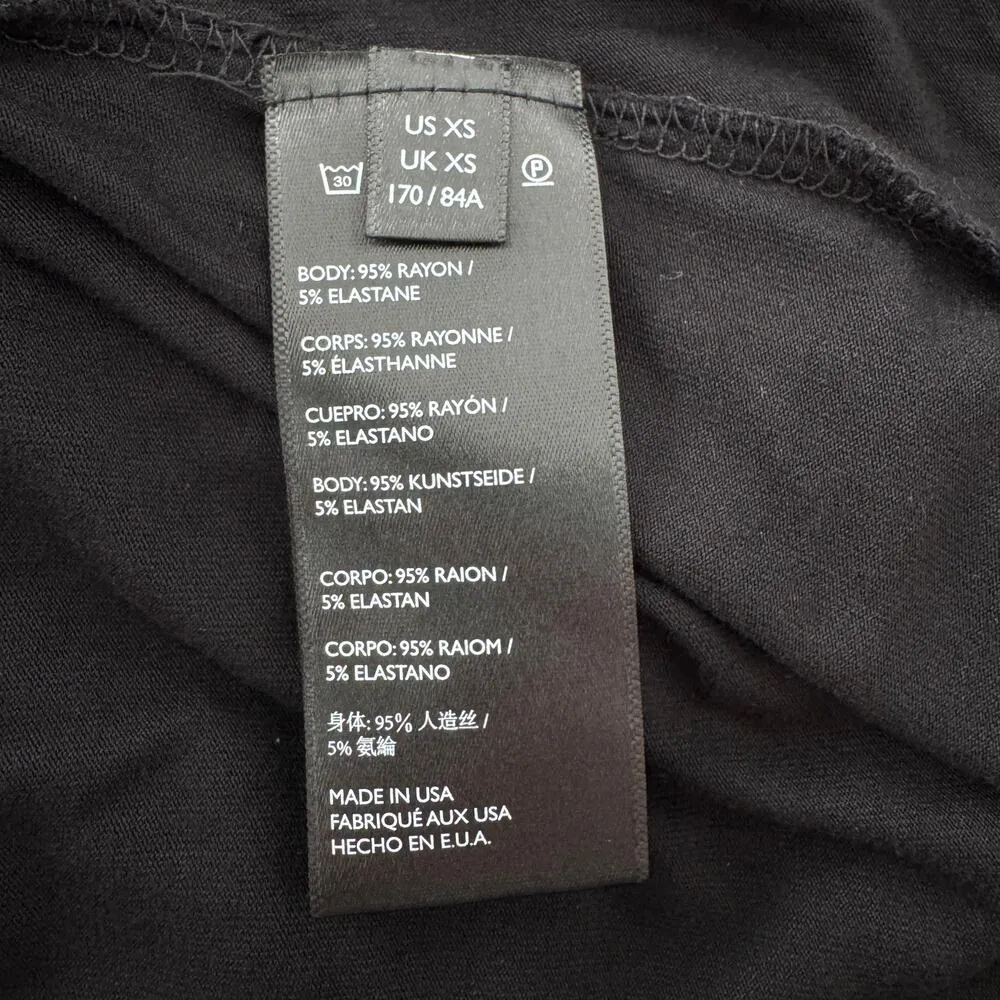 US XS
UK XS
170 / 84A
30
P
BODY: 95% RAYON /
5% ELASTANE
CORPS: 95% RAYONNE /
5% ÉLASTHANNE
CUEPRO: 95% RAYÓN /
5% ELASTANO
BODY: 95% KUNSTSEIDE /
5% ELASTAN
CORPO: 95% RAION /
5% ELASTAN
CORPO: 95% RAIOM /
5% ELASTANO
身体: 95% 人造丝 /
5% 氨綸
MADE IN USA
FABRIQUÉ AUX USA
HECHO EN E.U.A.